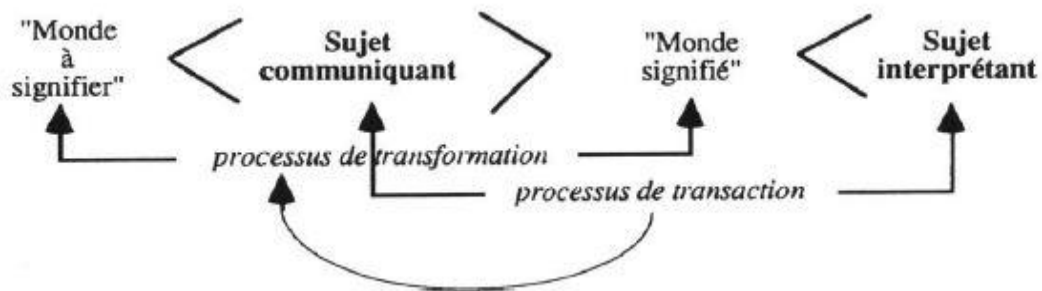 "Monde
à
signifier"
Sujet
communiquant
"Monde
signifié"
Sujet
interprétant
processus de transformation
processus de transaction